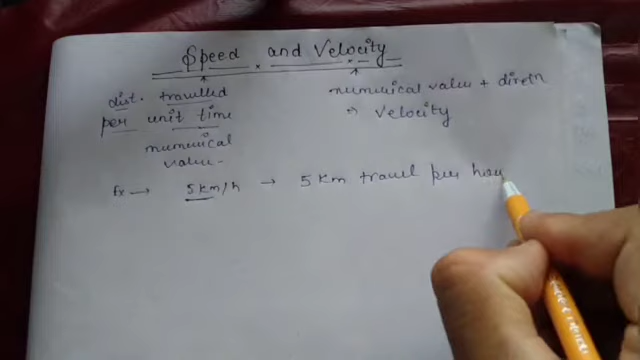 Speed and Velocity
dist. travelled
per unit time
numerical
value
numerical value + diretn
→ Velocity
Ex → 5 km/h → 5 km travel per hou